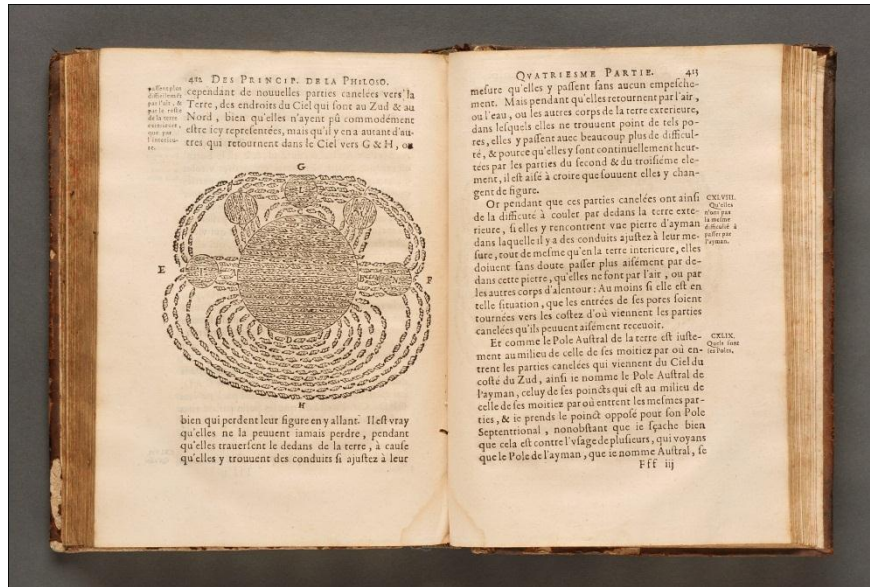 412 DES PRINCIP. DE LA PHILOSO.
paſſent plus
difficilement
par l'air, &
par le reſte
de la terre
exterieure,
que par
l'interieu-
re.
cependant de nouuelles parties canelées vers la
Terre, des endroits du Ciel qui ſont au Zud & au
Nord, bien qu'elles n'ayent pû commodément
eſtre icy repreſentées, mais qu'il y en a autant d'au-
tres qui retournent dans le Ciel vers G & H, ou
G
E
F
D
H
bien qui perdent leur figure en y allant. Il eſt vray
qu'elles ne la peuuent iamais perdre, pendant
qu'elles trauerſent le dedans de la terre, à cauſe
qu'elles y trouuent des conduits ſi ajuſtez à leur
QVATRIESME PARTIE. 413
meſure qu'elles y paſſent ſans aucun empeſche-
ment. Mais pendant qu'elles retournent par l'air,
ou l'eau, ou les autres corps de la terre exterieure,
dans leſquels elles ne trouuent point de tels po-
res, elles y paſſent auec beaucoup plus de difficul-
té, & pource qu'elles y ſont continuellement heur-
tées par les parties du ſecond & du troiſiéme ele-
ment, il eſt aiſé à croire que ſouuent elles y chan-
gent de figure.
Or pendant que ces parties canelées ont ainſi
de la difficuté à couler par dedans la terre exte-
rieure, ſi elles y rencontrent vne pierre d'ayman
dans laquelle il y a des conduits ajuſtez à leur me-
ſure, tout de meſme qu'en la terre interieure, elles
doiuent ſans doute paſſer plus aiſement par de-
dans cette pierre, qu'elles ne font par l'air, ou par
les autres corps d'alentour: Au moins ſi elle eſt en
telle ſituation, que les entrées de ſes pores ſoient
tournées vers les coſtez d'où viennent les parties
canelées qu'ils peuuent aiſément receuoir.
CXLVIII.
Qu'elles
n'ont pas
la meſme
difficulté à
paſſer par
l'ayman.
Et comme le Pole Auſtral de la terre eſt iuſte-
ment au milieu de celle de ſes moitiez par où en-
trent les parties canelées qui viennent du Ciel du
coſté du Zud, ainſi ie nomme le Pole Auſtral de
l'ayman, celuy de ſes poincts qui eſt au milieu de
celle de ſes moitiez par où entrent les meſmes par-
ties, & ie prends le poinct oppoſé pour ſon Pole
Septentrional, nonobſtant que ie ſçache bien
que cela eſt contre l'vſage de pluſieurs, qui voyans
que le Pole de l'ayman, que ie nomme Auſtral, ſe
CXLIX.
Quels ſont
ſes Poles,
Fff iij